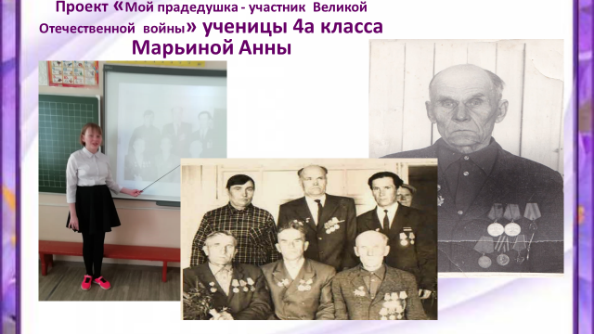 Проект «Мой прадедушка - участник Великой
Отечественной войны» ученицы 4а класса
Марьиной Анны